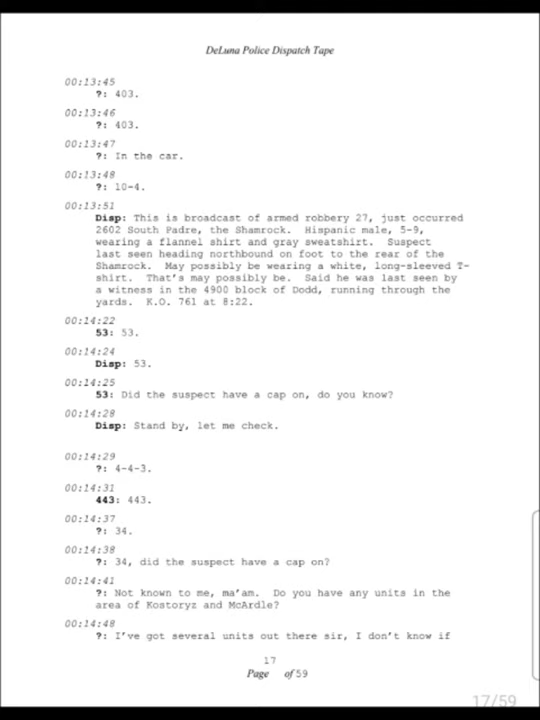 DeLuna Police Dispatch Tape
00:13:45
?: 403.
00:13:46
?: 403.
00:13:47
?: In the car.
00:13:48
?: 10-4.
00:13:51
Disp: This is broadcast of armed robbery 27, just occurred
2602 South Padre, the Shamrock. Hispanic male, 5-9,
wearing a flannel shirt and gray sweatshirt. Suspect
last seen heading northbound on foot to the rear of the
Shamrock. May possibly be wearing a white, long-sleeved T-
shirt. That's may possibly be. Said he was last seen by
a witness in the 4900 block of Dodd, running through the
yards. K.O. 761 at 8:22.
00:14:22
53: 53.
00:14:24
Disp: 53.
00:14:25
53: Did the suspect have a cap on, do you know?
00:14:28
Disp: Stand by, let me check.
00:14:29
?: 4-4-3.
00:14:31
443: 443.
00:14:37
?: 34.
00:14:38
?: 34, did the suspect have a cap on?
00:14:41
?: Not known to me, ma'am. Do you have any units in the
area of Kostoryz and McArdle?
00:14:48
?: I've got several units out there sir, I don't know if
17
Page of 59
17/59